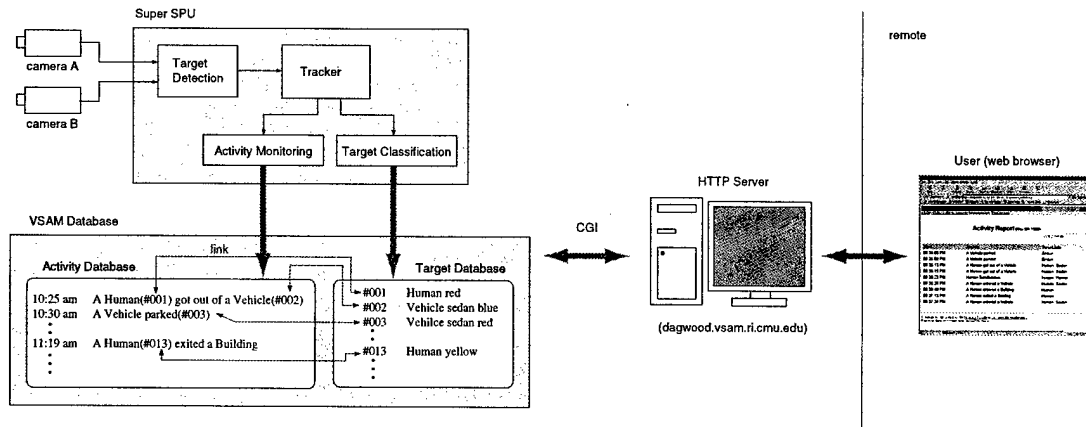 Super SPU
remote
camera A
Target
Detection
Tracker
camera B
Activity Monitoring
Target Classification
User (web browser)
HTTP Server
VSAM Database
CGI
link
Activity Database
Target Database
10:25 am A Human(#001) got out of a Vehicle(#002)
10:30 am A Vehicle parked(#003)
11:19 am A Human(#013) exited a Building
#001 Human red
#002 Vehicle sedan blue
#003 Vehilce sedan red
#013 Human yellow
(dagwood.vsam.ri.cmu.edu)
Activity Report